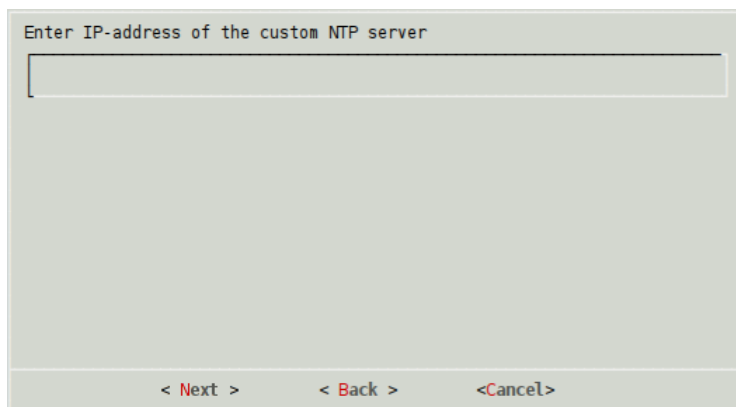 Enter IP-address of the custom NTP server
< Next > < Back > <Cancel>